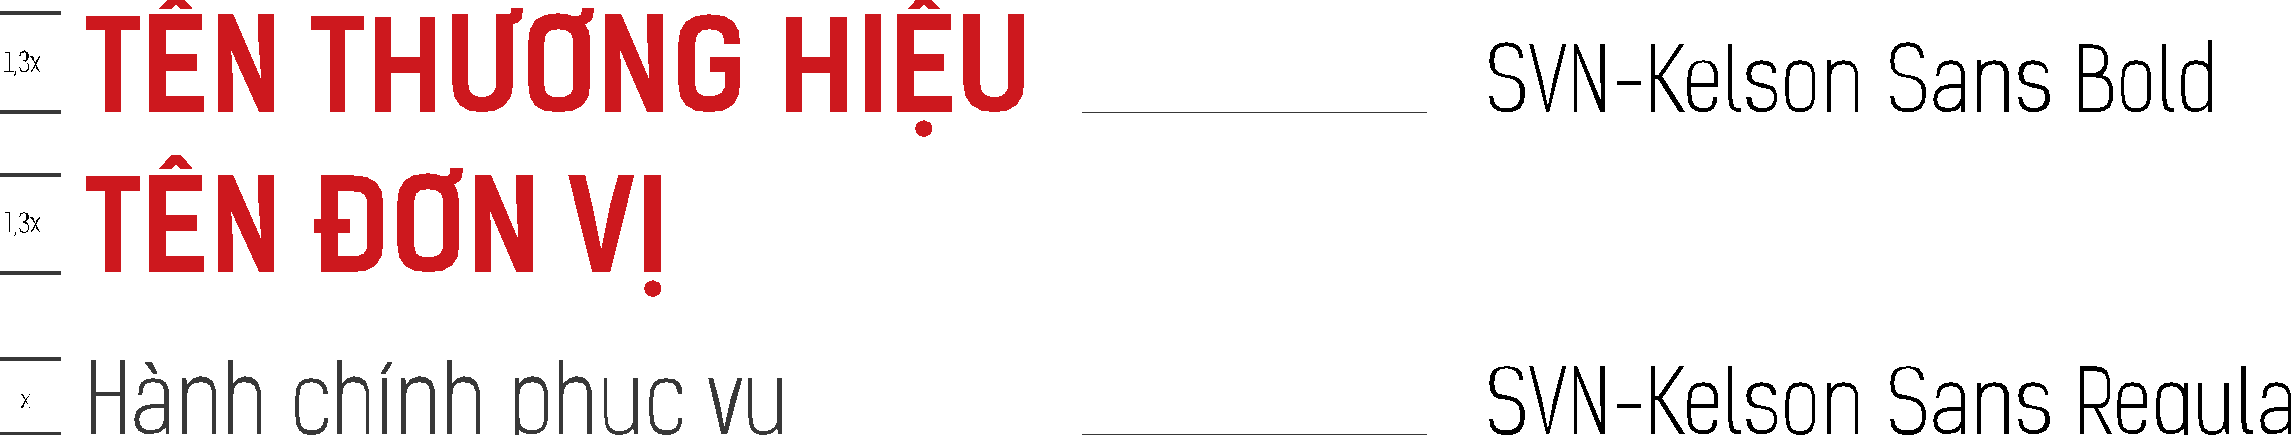 1,3x TÊN THƯƠNG HIỆU SVN-Kelson Sans Bold
1,3x TÊN ĐƠN VỊ
x Hành chính phục vụ SVN-Kelson Sans Regula